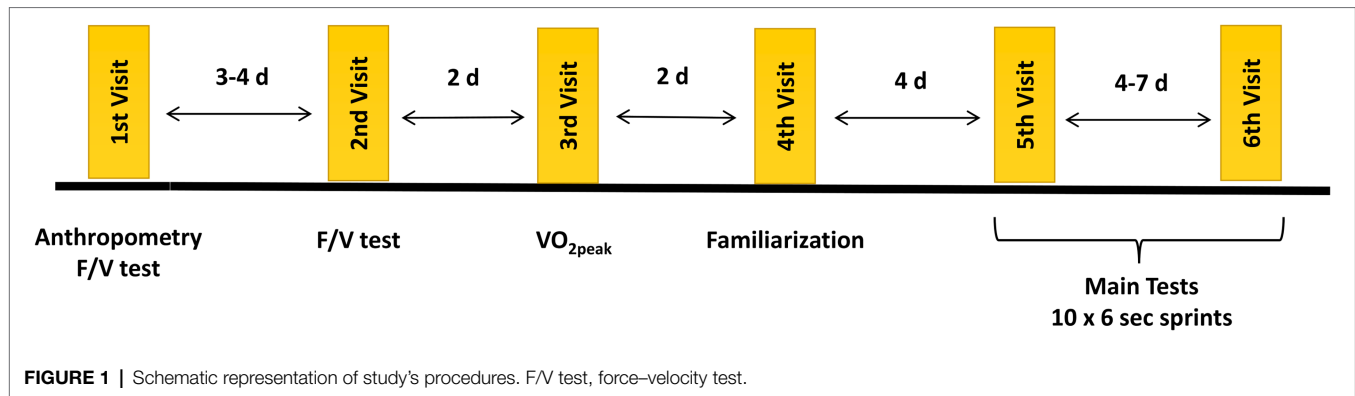 1st Visit
3-4 d
2nd Visit
2 d
3rd Visit
2 d
4th Visit
4 d
5th Visit
4-7 d
6th Visit
Anthropometry
F/V test
F/V test
VO2peak
Familiarization
Main Tests
10 x 6 sec sprints
FIGURE 1 | Schematic representation of study's procedures. F/V test, force–velocity test.